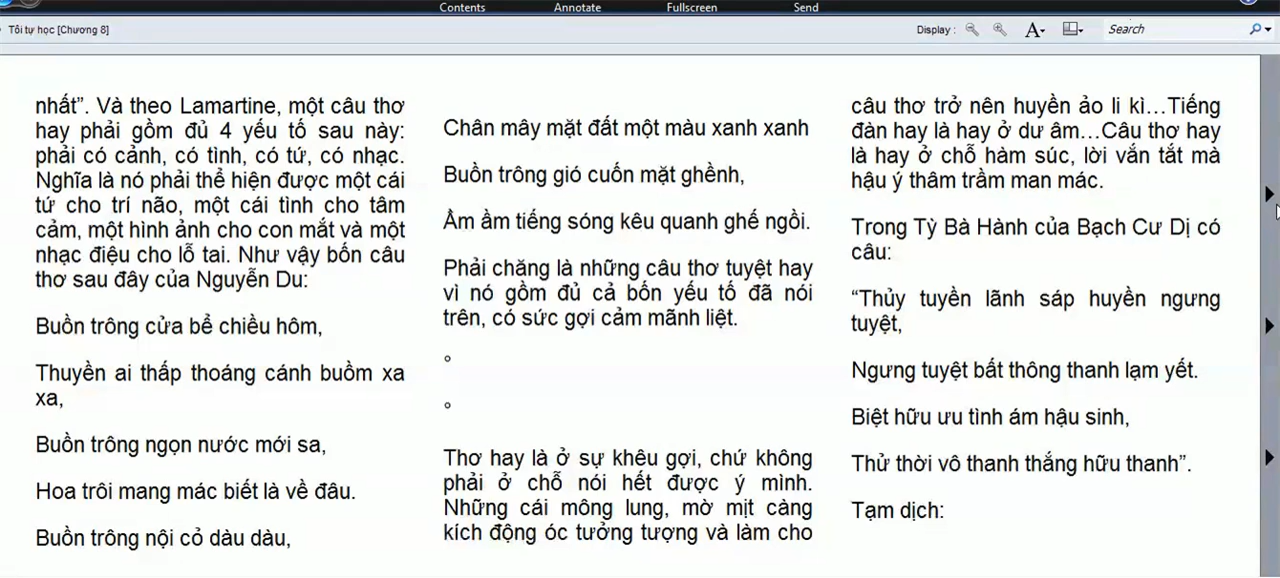 Contents Annotate Fullscreen Send
Tôi tự học [Chương 8] Display : A Search
nhất”. Và theo Lamartine, một câu thơ
hay phải gồm đủ 4 yếu tố sau này:
phải có cảnh, có tình, có tứ, có nhạc.
Nghĩa là nó phải thể hiện được một cái
tứ cho trí não, một cái tình cho tâm
cảm, một hình ảnh cho con mắt và một
nhạc điệu cho lỗ tai. Như vậy bốn câu
thơ sau đây của Nguyễn Du:
Buồn trông cửa bể chiều hôm,
Thuyền ai thấp thoáng cánh buồm xa
xa,
Buồn trông ngọn nước mới sa,
Hoa trôi mang mác biết là về đâu.
Buồn trông nội cỏ dàu dàu,
Chân mây mặt đất một màu xanh xanh
Buồn trông gió cuốn mặt ghềnh,
Ầm ầm tiếng sóng kêu quanh ghế ngồi.
Phải chăng là những câu thơ tuyệt hay
vì nó gồm đủ cả bốn yếu tố đã nói
trên, có sức gợi cảm mãnh liệt.
°
°
Thơ hay là ở sự khêu gợi, chứ không
phải ở chỗ nói hết được ý mình.
Những cái mông lung, mờ mịt càng
kích động óc tưởng tượng và làm cho
câu thơ trở nên huyền ảo li kì…Tiếng
đàn hay là hay ở dư âm…Câu thơ hay
là hay ở chỗ hàm súc, lời vắn tắt mà
hậu ý thâm trầm man mác.
Trong Tỳ Bà Hành của Bạch Cư Dị có
câu:
“Thủy tuyền lãnh sáp huyền ngưng
tuyệt,
Ngưng tuyệt bất thông thanh lạm yết.
Biệt hữu ưu tình ám hậu sinh,
Thử thời vô thanh thắng hữu thanh”.
Tạm dịch: